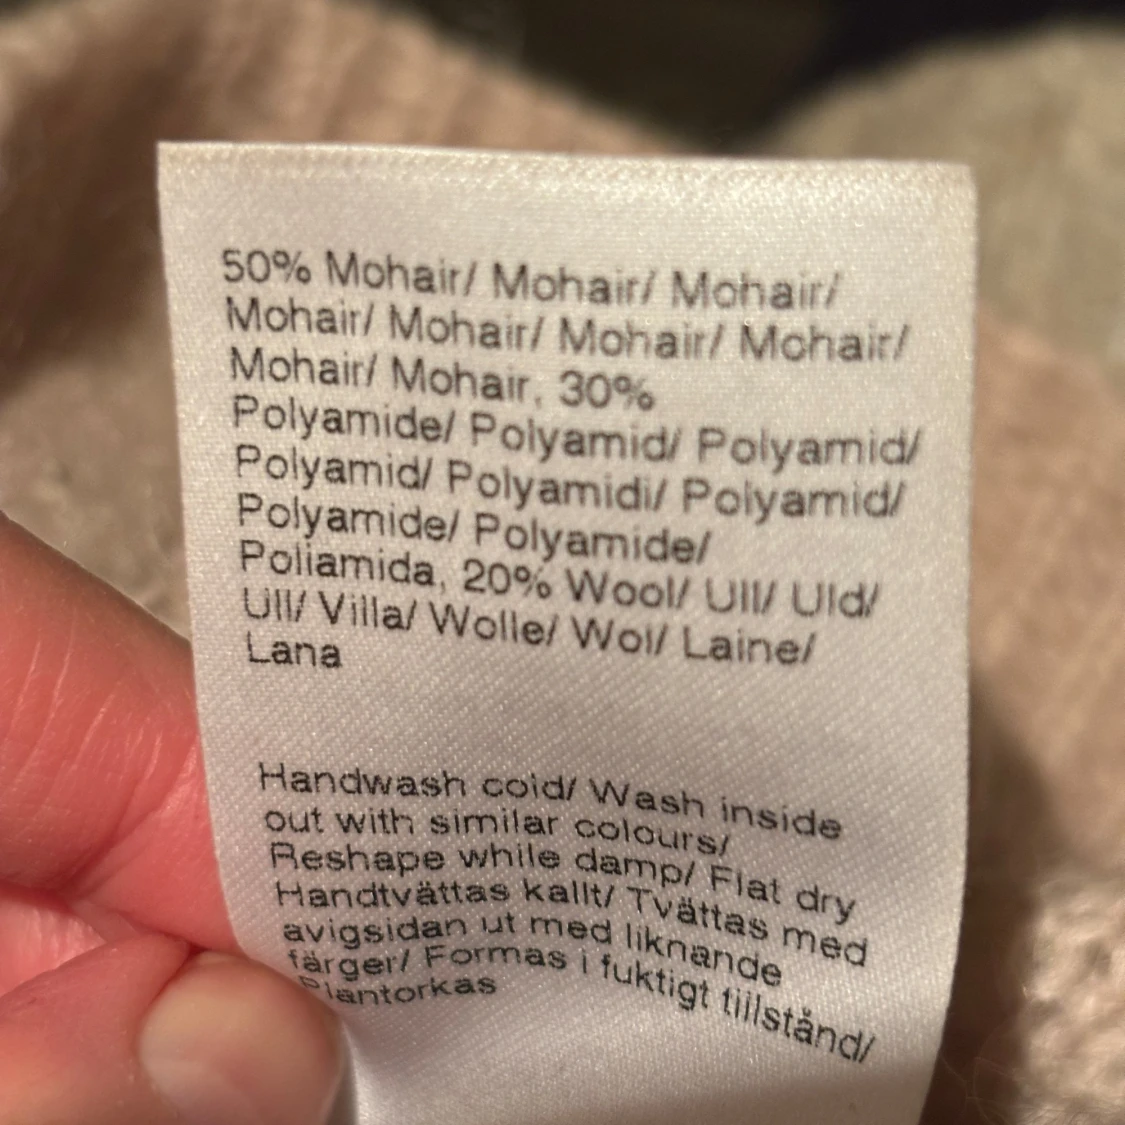 50% Mohair/ Mohair/ Mohair/
Mohair/ Mohair/ Mohair/ Mohair/
Mohair/ Mohair, 30%
Polyamide/ Polyamid/ Polyamid/
Polyamid/ Polyamidi/ Polyamid/
Polyamide/ Polyamide/
Poliamida, 20% Wool/ Ull/ Uld/
Ull/ Villa/ Wolle/ Wol/ Laine/
Lana
Handwash cold/ Wash inside
out with similar colours/
Reshape while damp/ Flat dry
Handtvättas kallt/ Tvättas med
avigsidan ut med liknande
färger/ Formas i fuktigt tillstånd/
Plantorkas